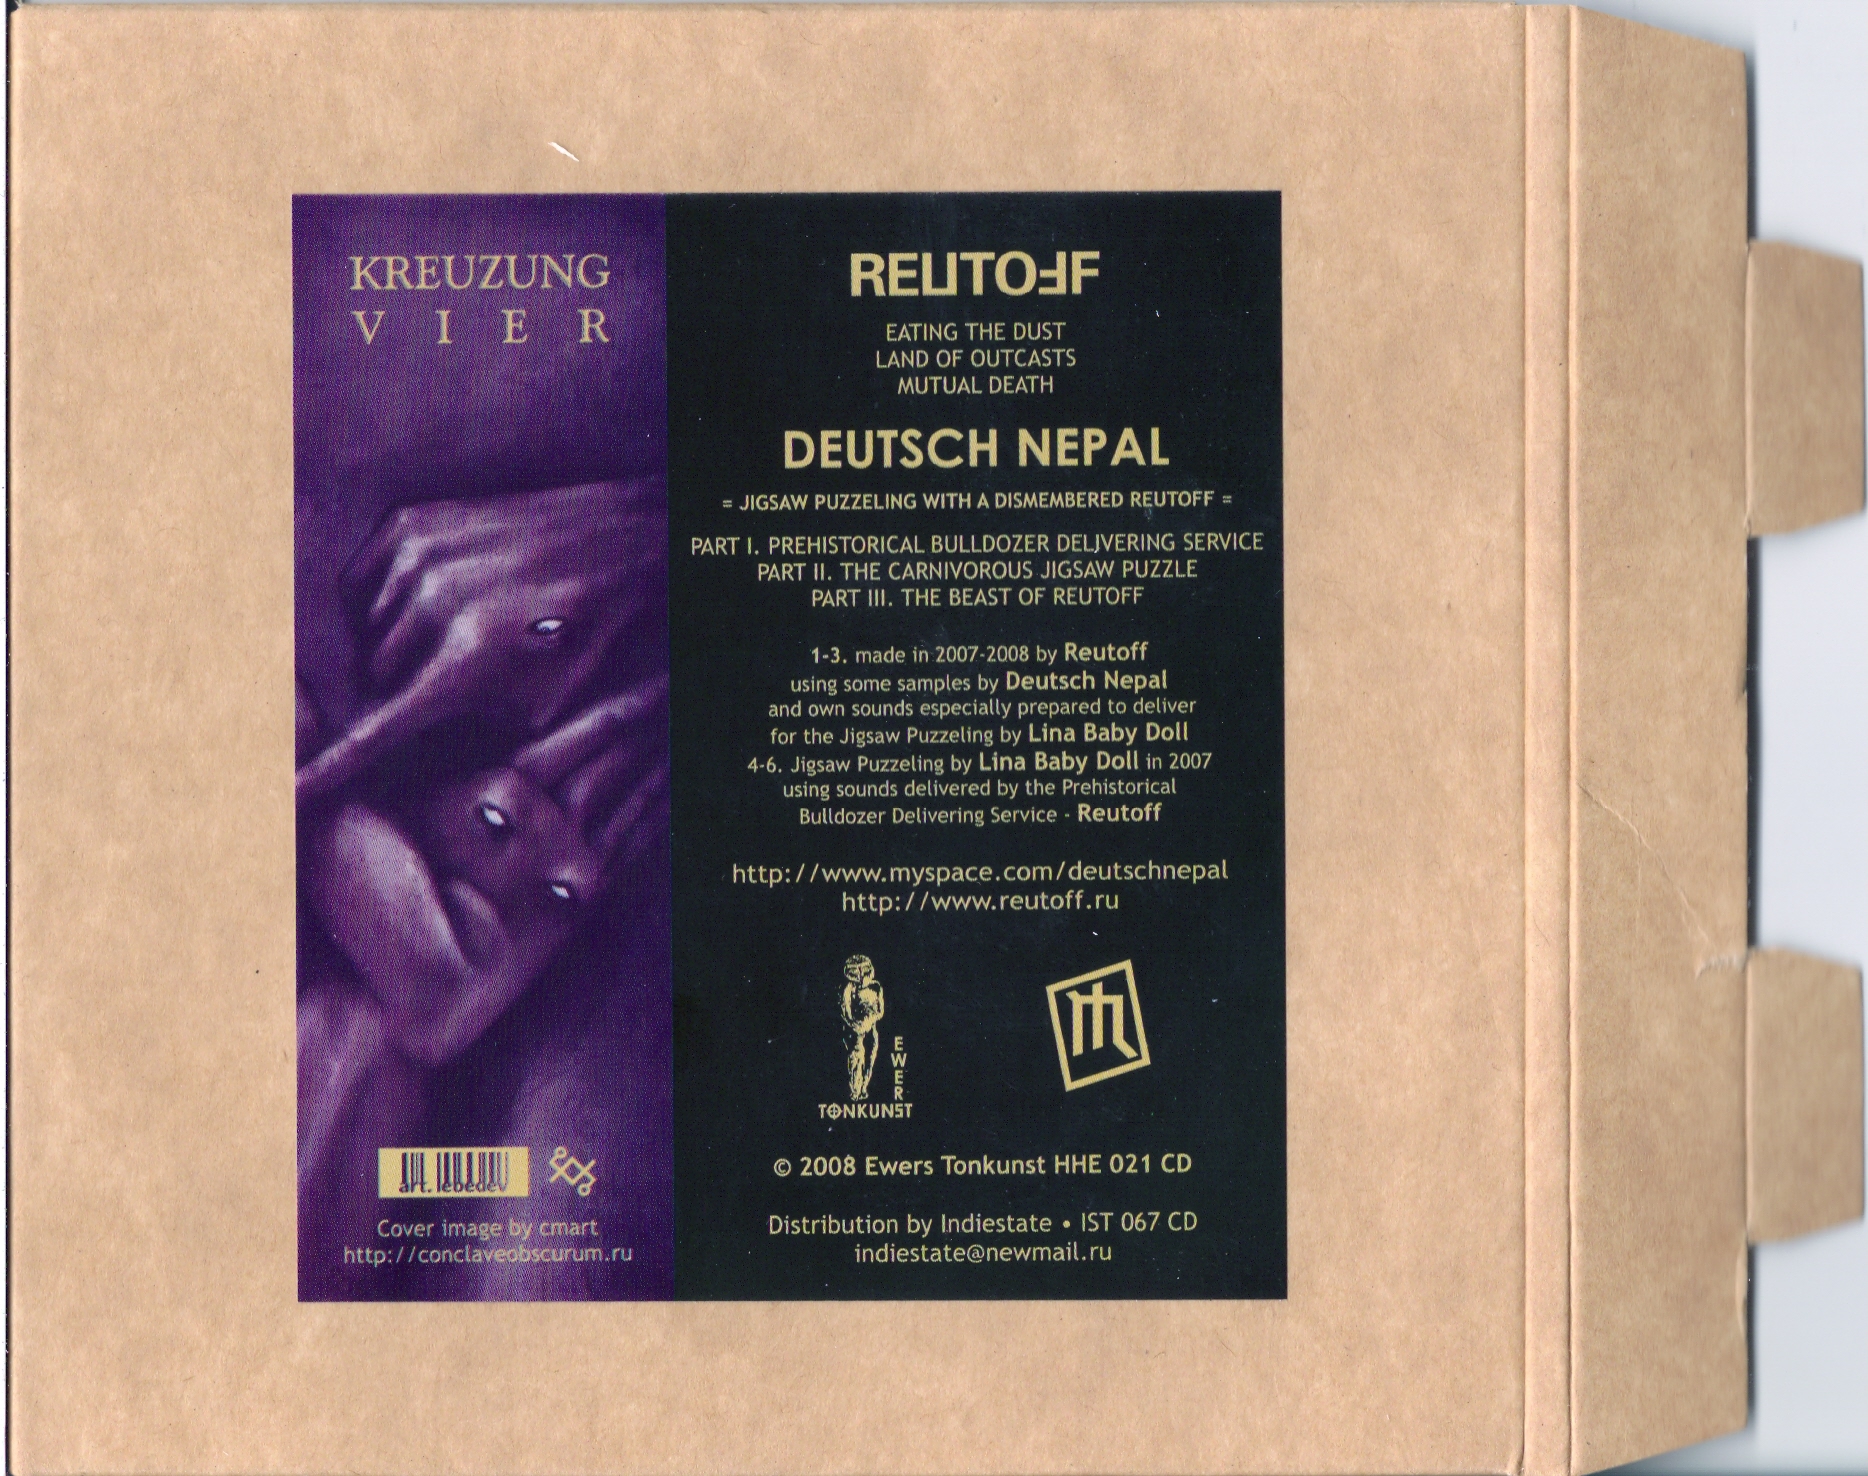 KREUZUNG
VIER
art. lebedev
Cover image by cmart
http://conclaveobscurum.ru
REUTOFF
EATING THE DUST
LAND OF OUTCASTS
MUTUAL DEATH
DEUTSCH NEPAL
= JIGSAW PUZZELING WITH A DISMEMBERED REUTOFF =
PART I. PREHISTORICAL BULLDOZER DELIVERING SERVICE
PART II. THE CARNIVOROUS JIGSAW PUZZLE
PART III. THE BEAST OF REUTOFF
1-3. made in 2007-2008 by Reutoff
using some samples by Deutsch Nepal
and own sounds especially prepared to deliver
for the Jigsaw Puzzeling by Lina Baby Doll
4-6. Jigsaw Puzzeling by Lina Baby Doll in 2007
using sounds delivered by the Prehistorical
Bulldozer Delivering Service - Reutoff
http://www.myspace.com/deutschnepal
http://www.reutoff.ru
EWER
TONKUNST
© 2008 Ewers Tonkunst HHE 021 CD
Distribution by Indiestate • IST 067 CD
indiestate@newmail.ru